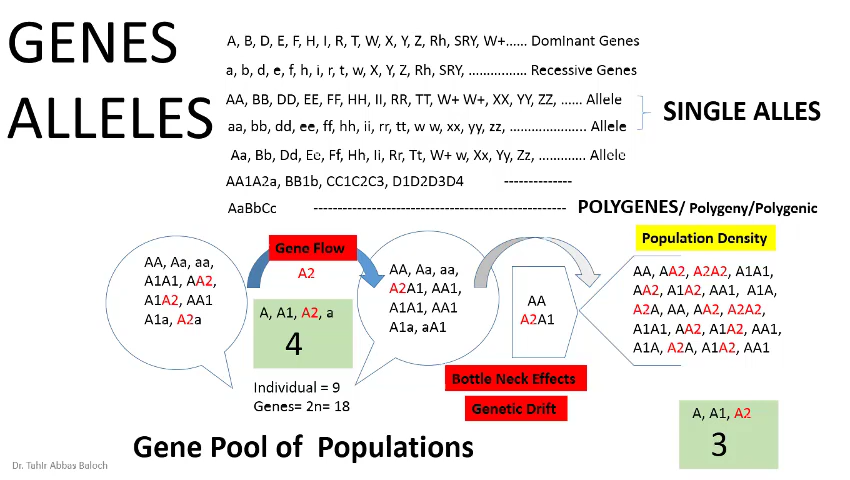 GENES
ALLELES
A, B, D, E, F, H, I, R, T, W, X, Y, Z, Rh, SRY, W+...... DomInant Genes
a, b, d, e, f, h, i, r, t, w, X, Y, Z, Rh, SRY, ................ Recessive Genes
AA, BB, DD, EE, FF, HH, II, RR, TT, W+ W+, XX, YY, ZZ, ...... Allele
aa, bb, dd, ee, ff, hh, ii, rr, tt, w w, xx, yy, zz, ..................... Allele
SINGLE ALLES
Aa, Bb, Dd, Ee, Ff, Hh, Ii, Rr, Tt, W+ w, Xx, Yy, Zz, ............ Allele
AA1A2a, BB1b, CC1C2C3, D1D2D3D4 --------------
AaBbCc ---------------------------------------------------- POLYGENES/ Polygeny/Polygenic
AA, Aa, aa,
A1A1, AA2,
A1A2, AA1
A1a, A2a
Gene Flow
A2
A, A1, A2, a
4
Individual = 9
Genes= 2n= 18
AA, Aa, aa,
A2A1, AA1,
A1A1, AA1
A1a, aA1
AA
A2A1
Bottle Neck Effects
Genetic Drift
Population Density
AA, AA2, A2A2, A1A1,
AA2, A1A2, AA1, A1A,
A2A, AA, AA2, A2A2,
A1A1, AA2, A1A2, AA1,
A1A, A2A, A1A2, AA1
A, A1, A2
3
Gene Pool of Populations
Dr. TahIr Abbas Baloch